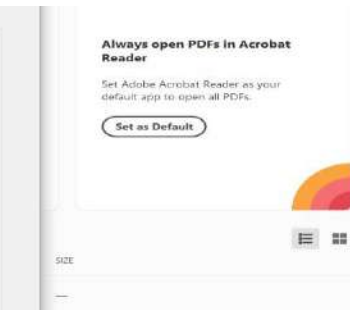 Always open PDFs in Acrobat
Reader
Set Adobe Acrobat Reader as your
default app to open all PDFs.
Set as Default
SIZE
—